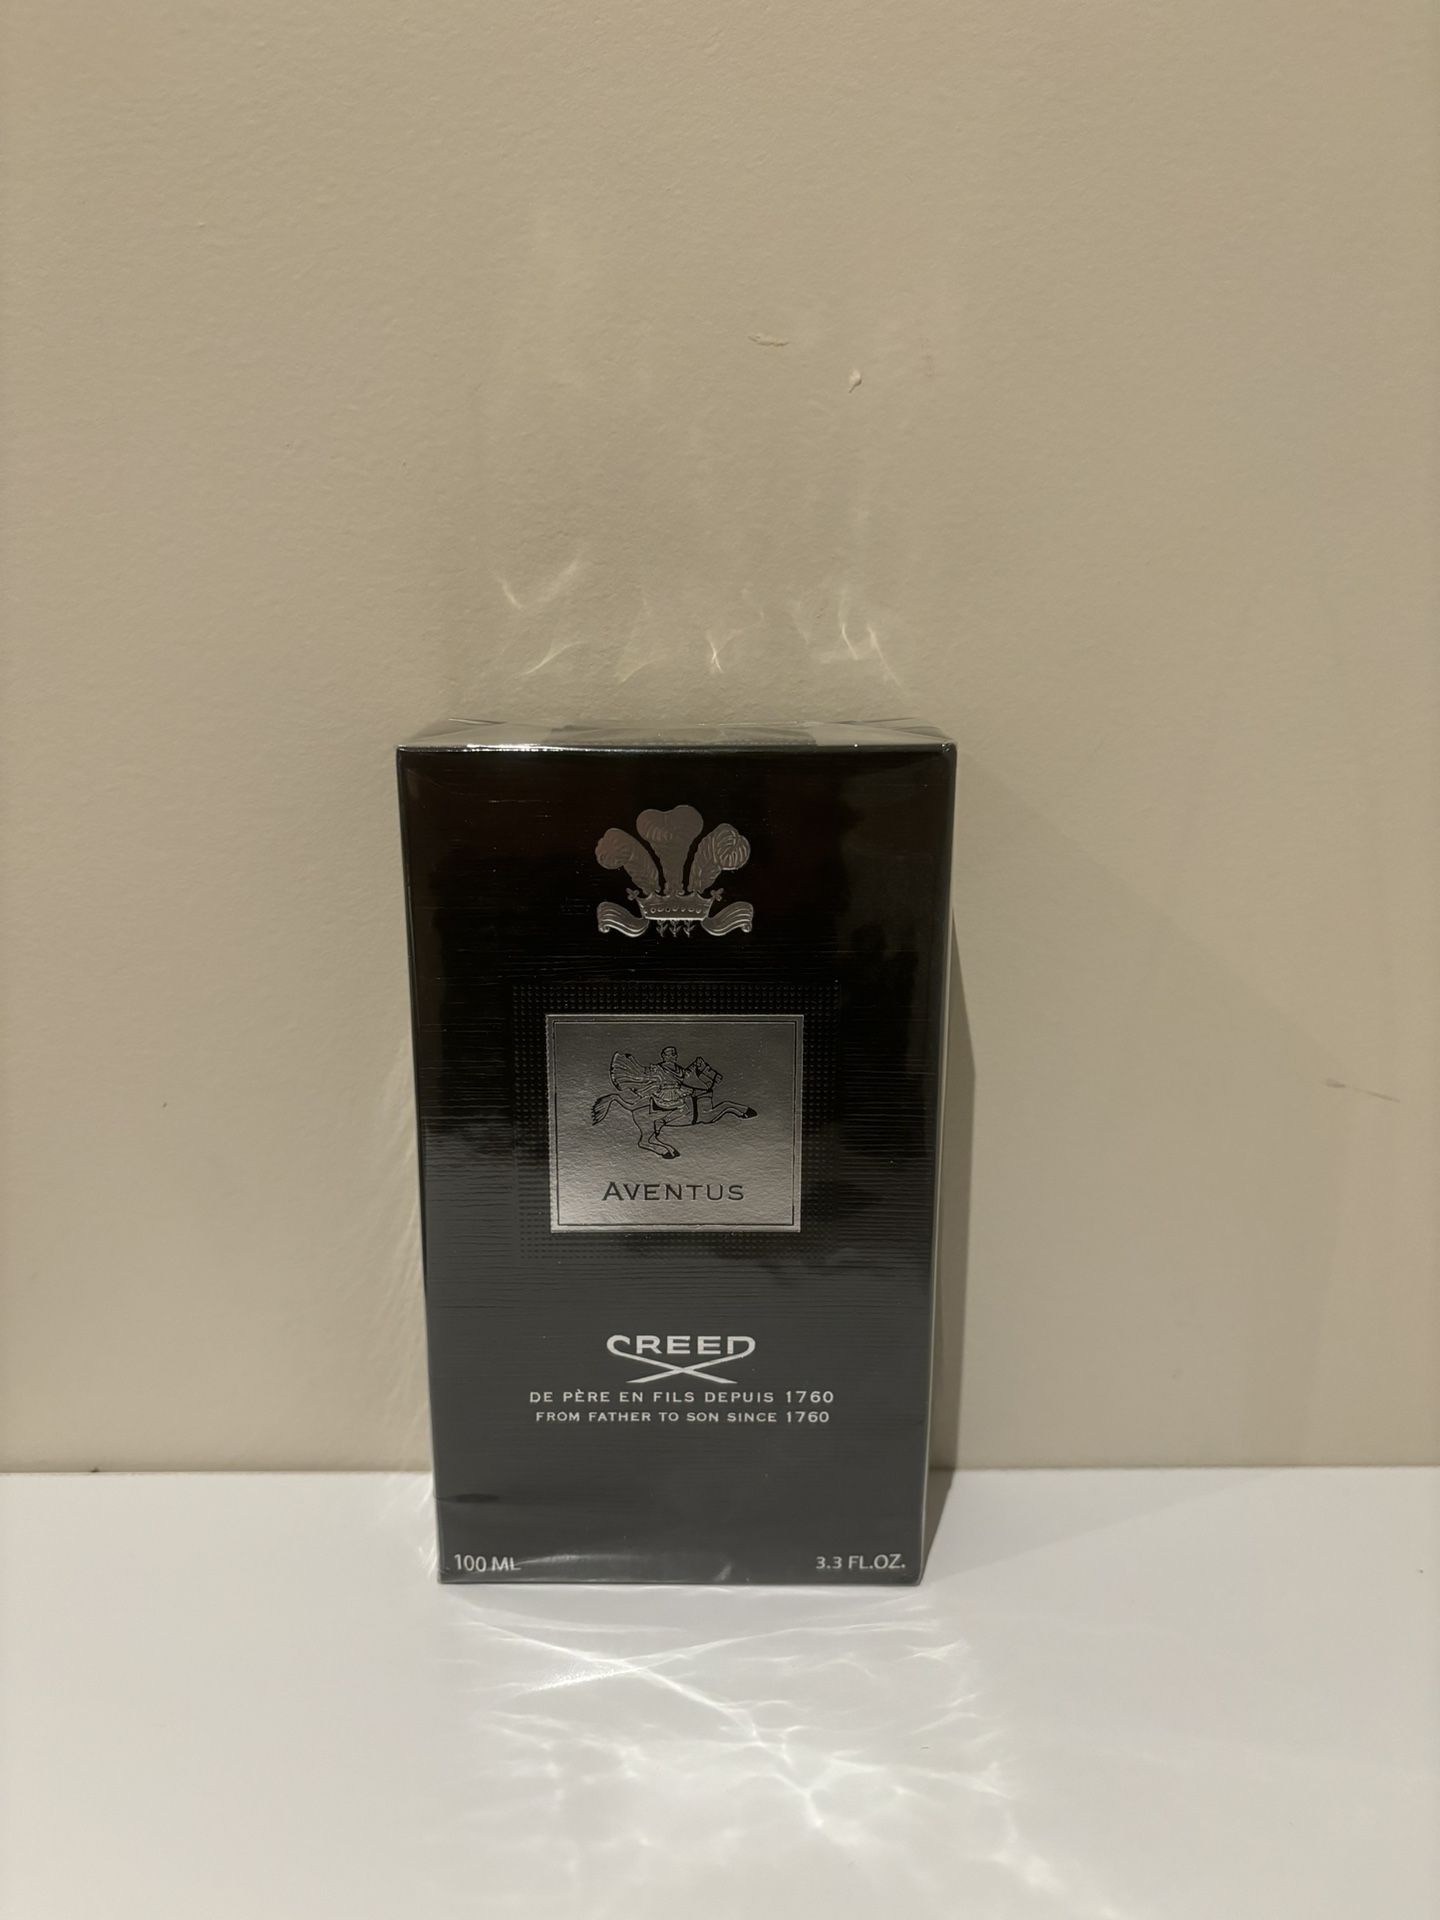 AVENTUS
CREED
DE PÈRE EN FILS DEPUIS 1760
FROM FATHER TO SON SINCE 1760
100 ML 3.3 FL.OZ.